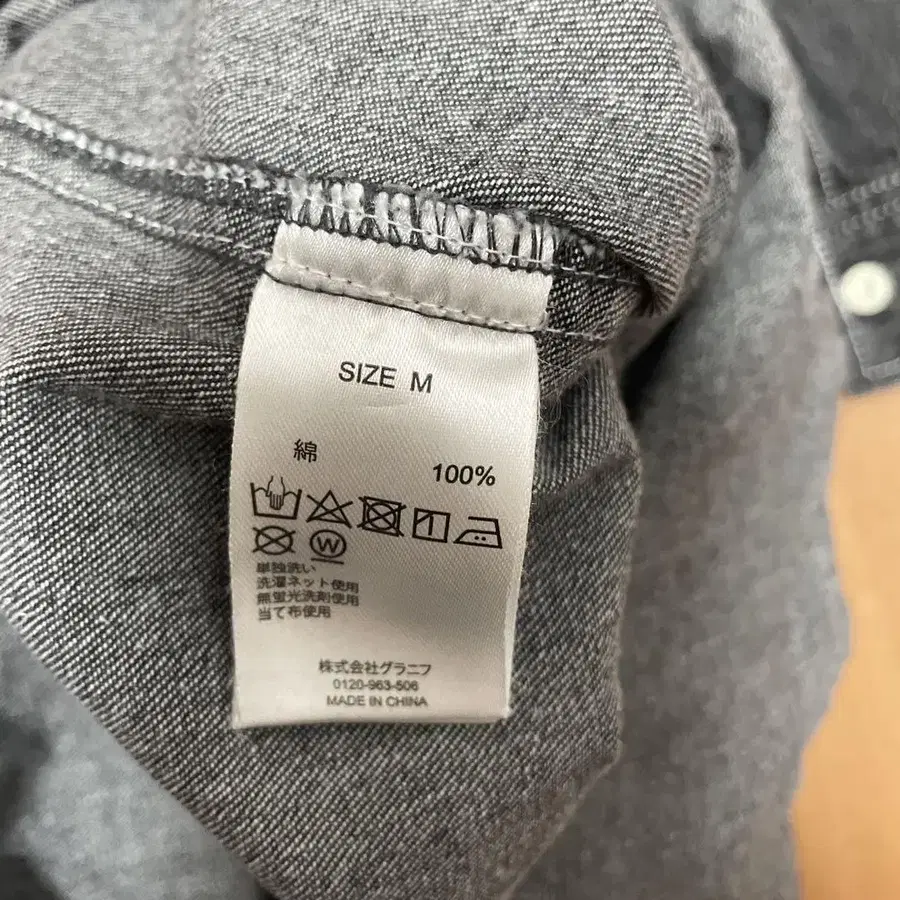 SIZE M
綿 100%
W
単独洗い
洗濯ネット使用
無蛍光洗剤使用
当て布使用
株式会社グラニフ
0120-963-506
MADE IN CHINA